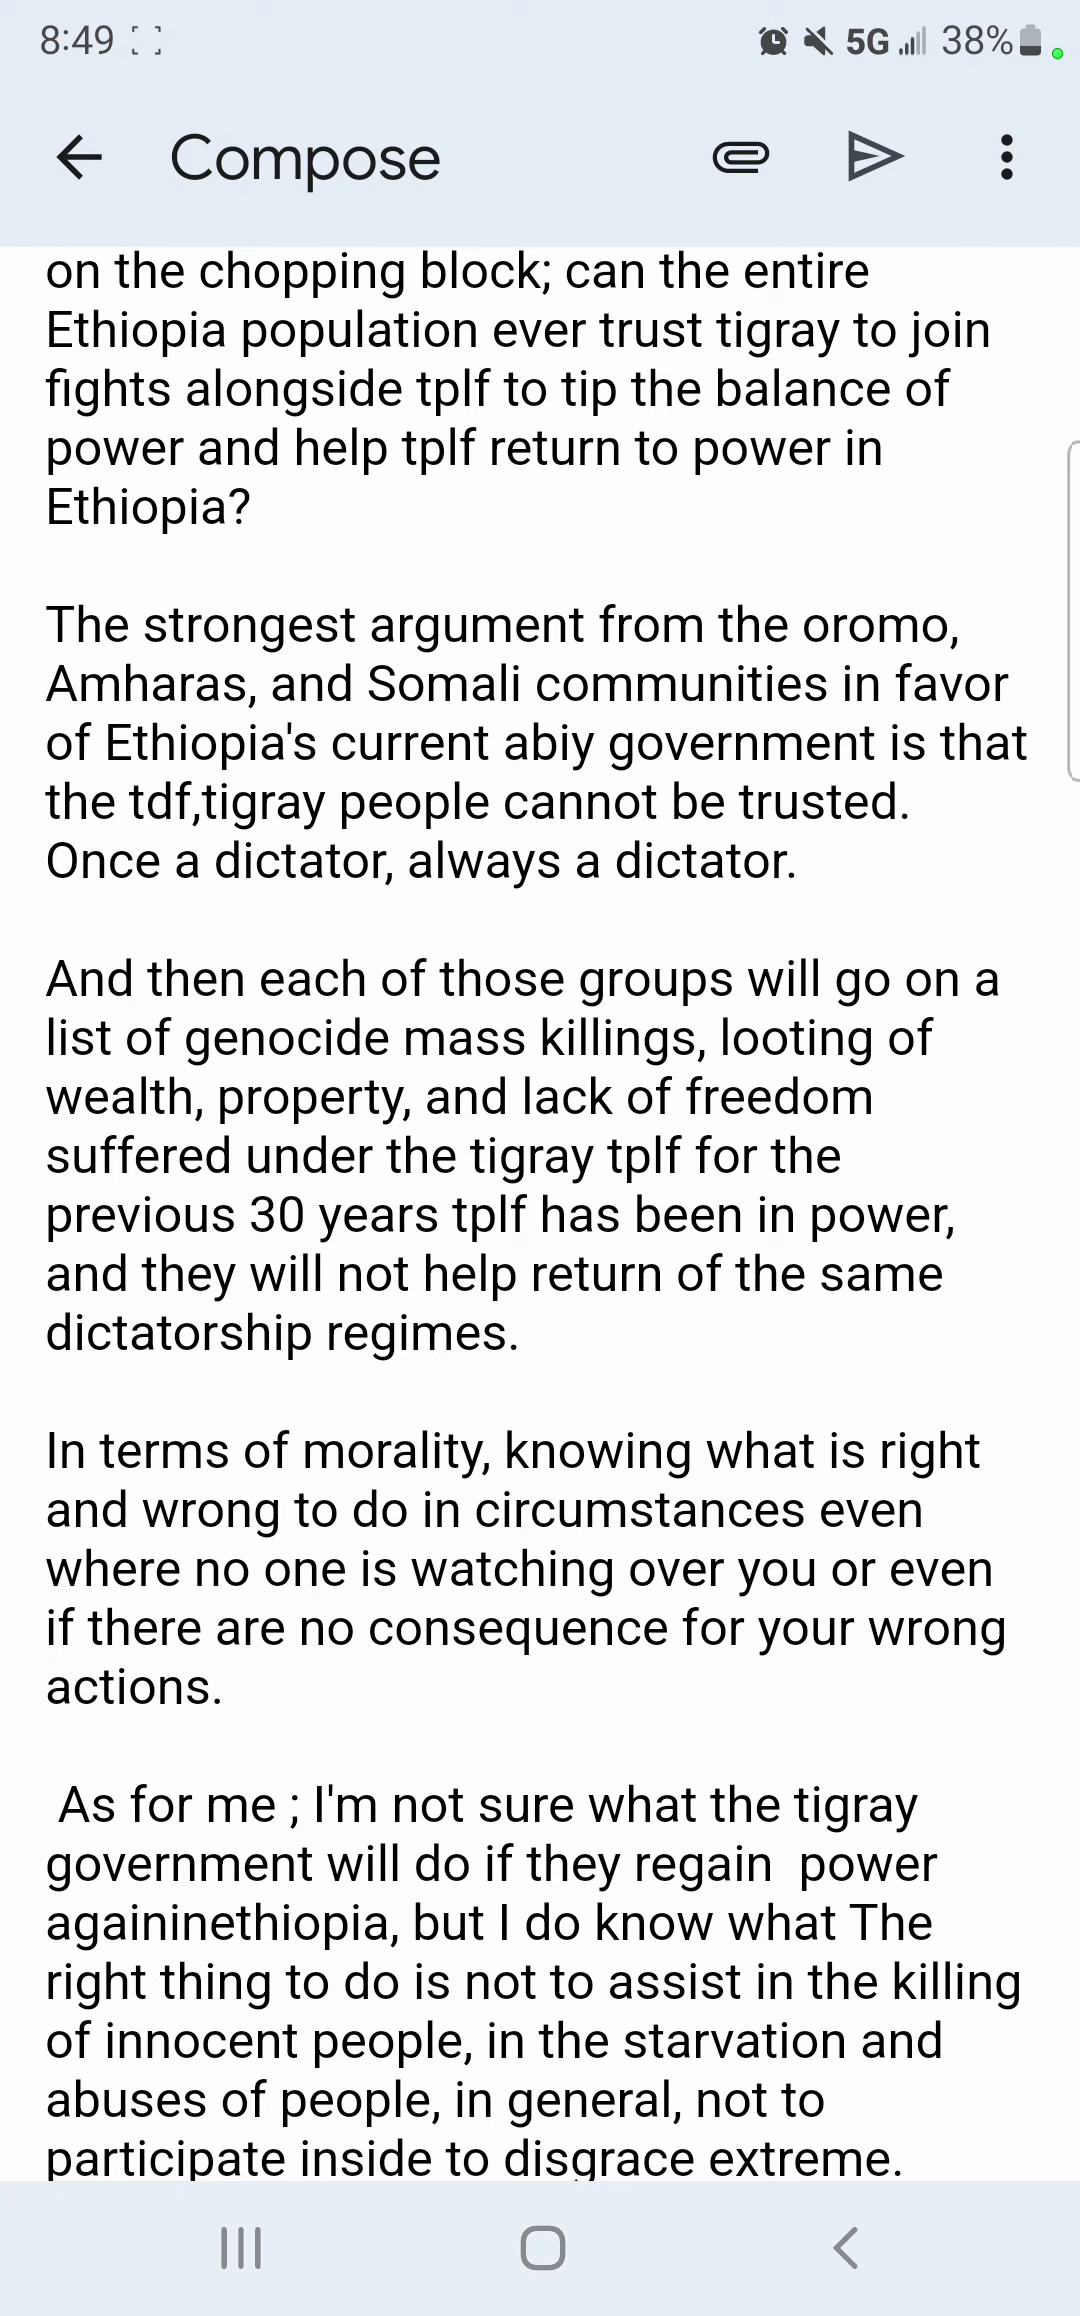 8:49
5G 38%
Compose
on the chopping block; can the entire
Ethiopia population ever trust tigray to join
fights alongside tplf to tip the balance of
power and help tplf return to power in
Ethiopia?
The strongest argument from the oromo,
Amharas, and Somali communities in favor
of Ethiopia's current abiy government is that
the tdf,tigray people cannot be trusted.
Once a dictator, always a dictator.
And then each of those groups will go on a
list of genocide mass killings, looting of
wealth, property, and lack of freedom
suffered under the tigray tplf for the
previous 30 years tplf has been in power,
and they will not help return of the same
dictatorship regimes.
In terms of morality, knowing what is right
and wrong to do in circumstances even
where no one is watching over you or even
if there are no consequence for your wrong
actions.
As for me ; I'm not sure what the tigray
government will do if they regain  power
againinethiopia, but I do know what The
right thing to do is not to assist in the killing
of innocent people, in the starvation and
abuses of people, in general, not to
participate inside to disgrace extreme.